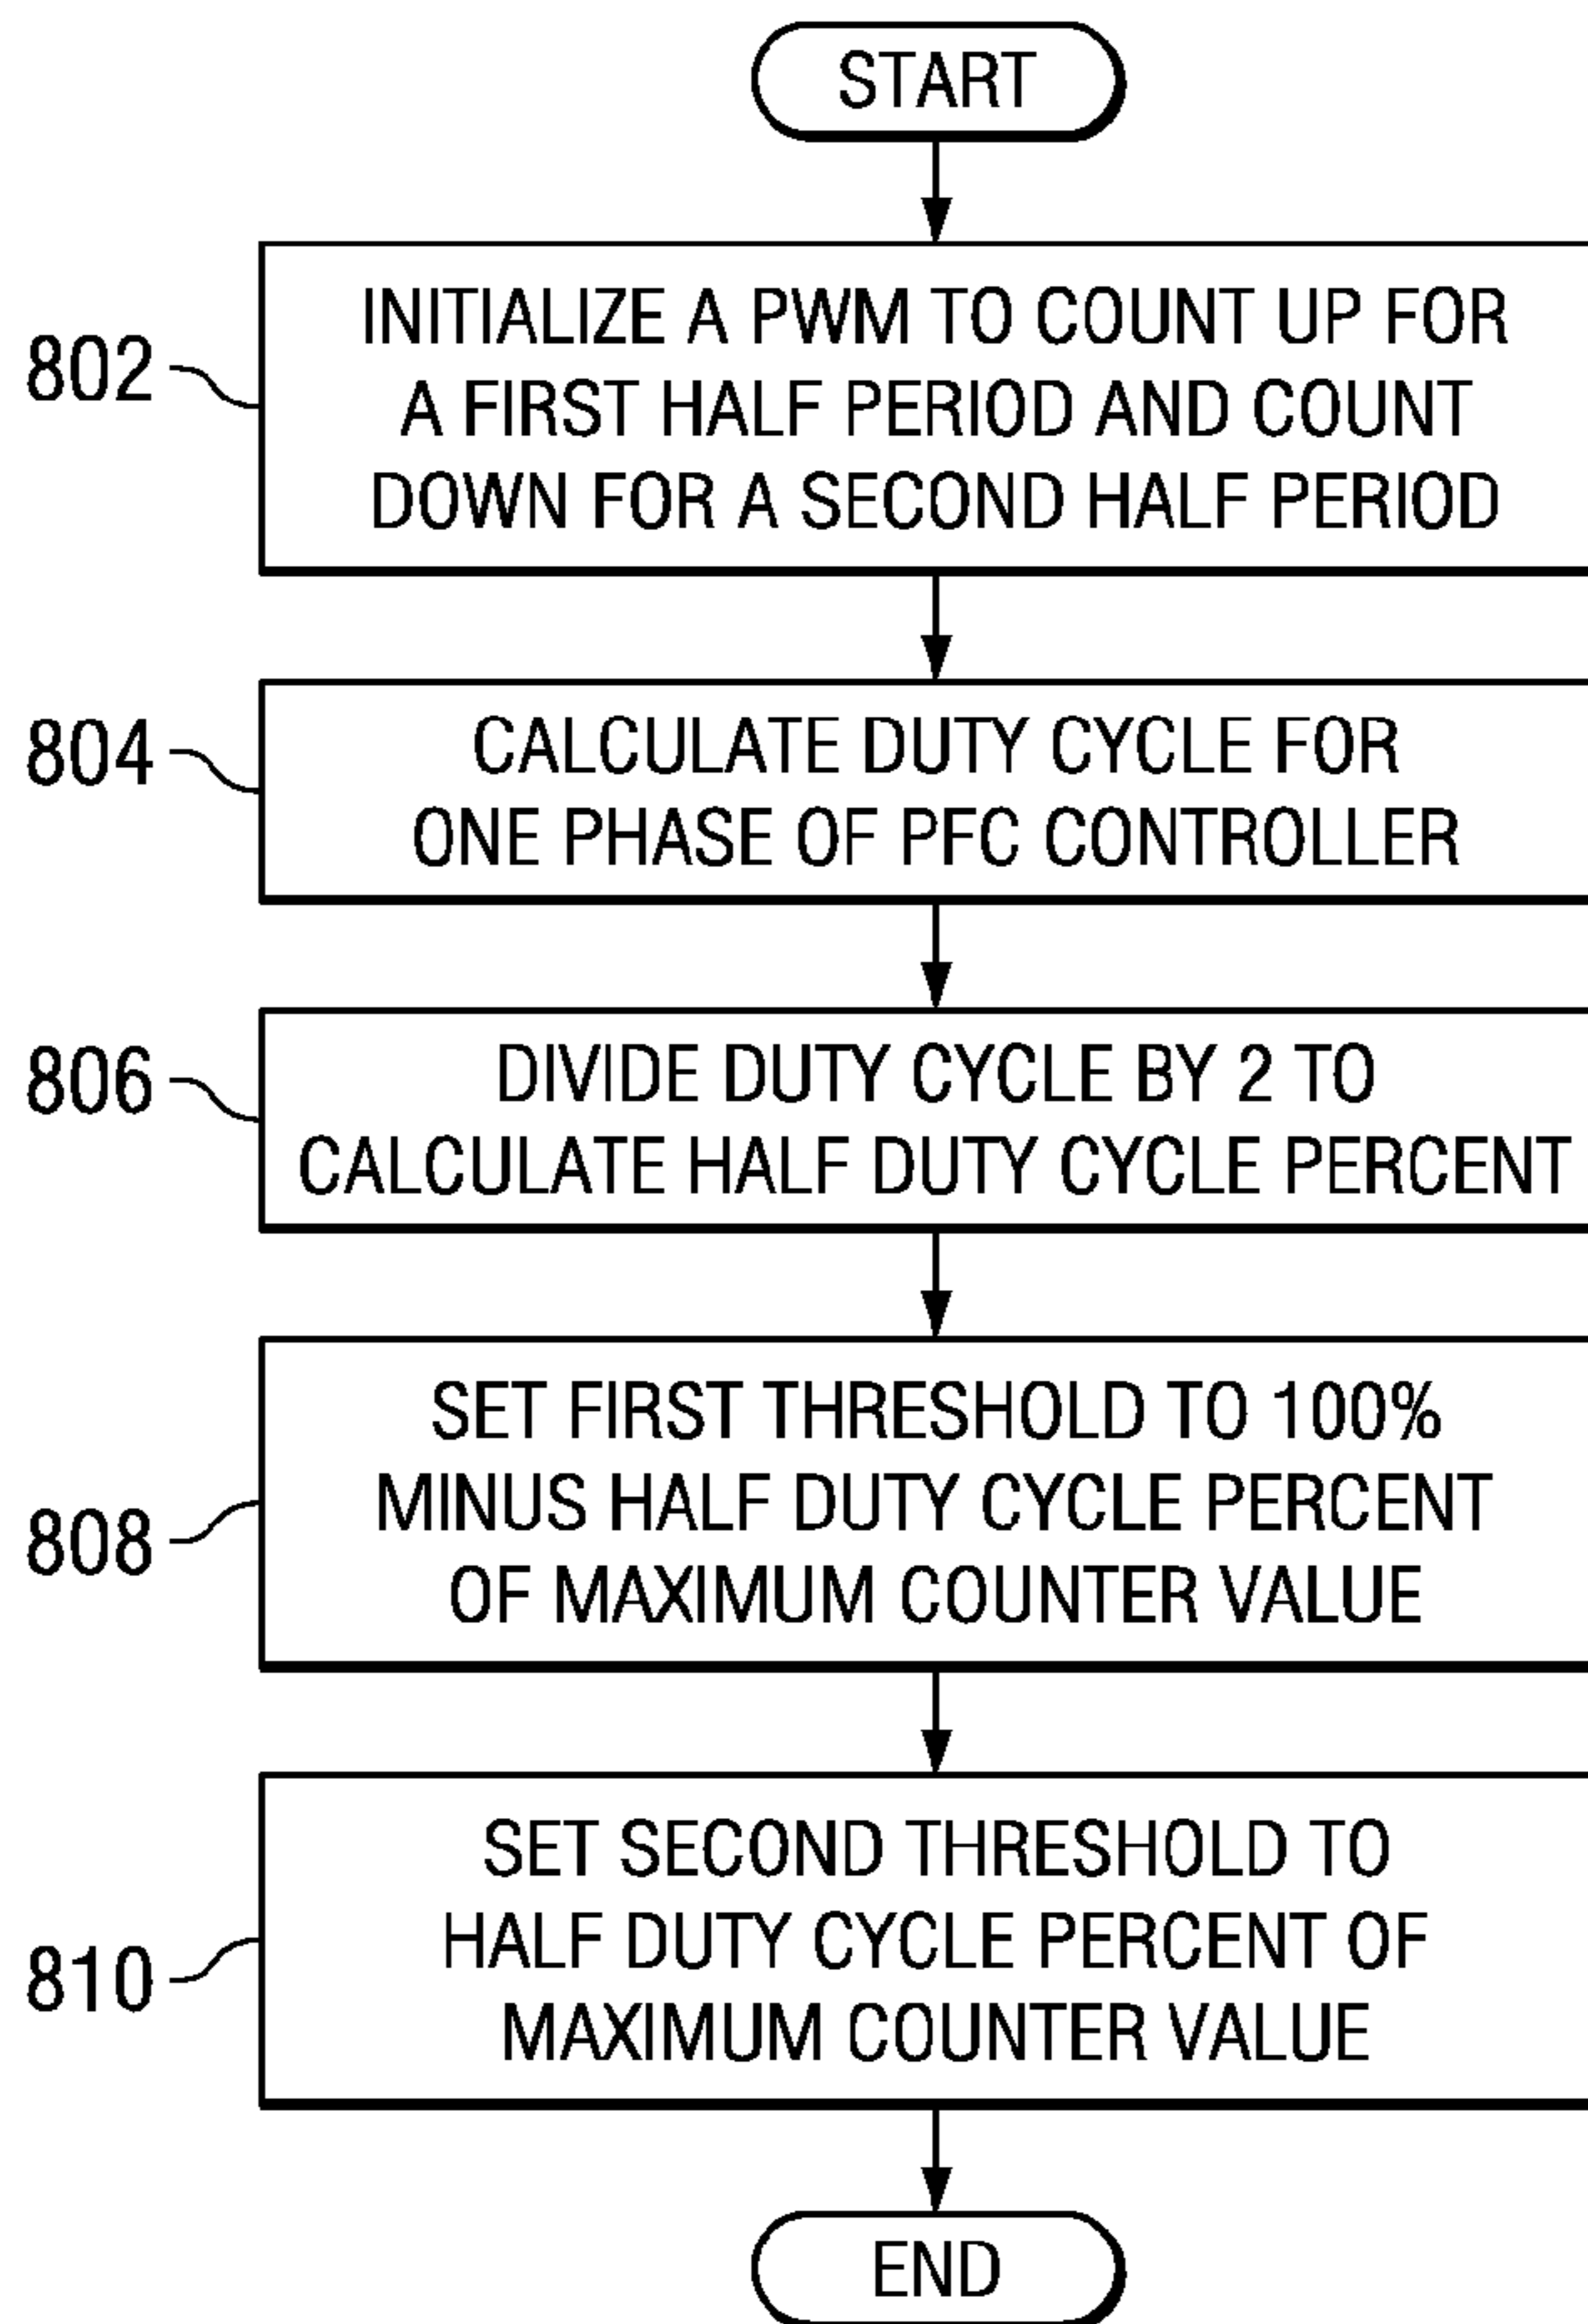 START
802
INITIALIZE A PWM TO COUNT UP FOR
A FIRST HALF PERIOD AND COUNT
DOWN FOR A SECOND HALF PERIOD
804
CALCULATE DUTY CYCLE FOR
ONE PHASE OF PFC CONTROLLER
806
DIVIDE DUTY CYCLE BY 2 TO
CALCULATE HALF DUTY CYCLE PERCENT
808
SET FIRST THRESHOLD TO 100%
MINUS HALF DUTY CYCLE PERCENT
OF MAXIMUM COUNTER VALUE
810
SET SECOND THRESHOLD TO
HALF DUTY CYCLE PERCENT OF
MAXIMUM COUNTER VALUE
END